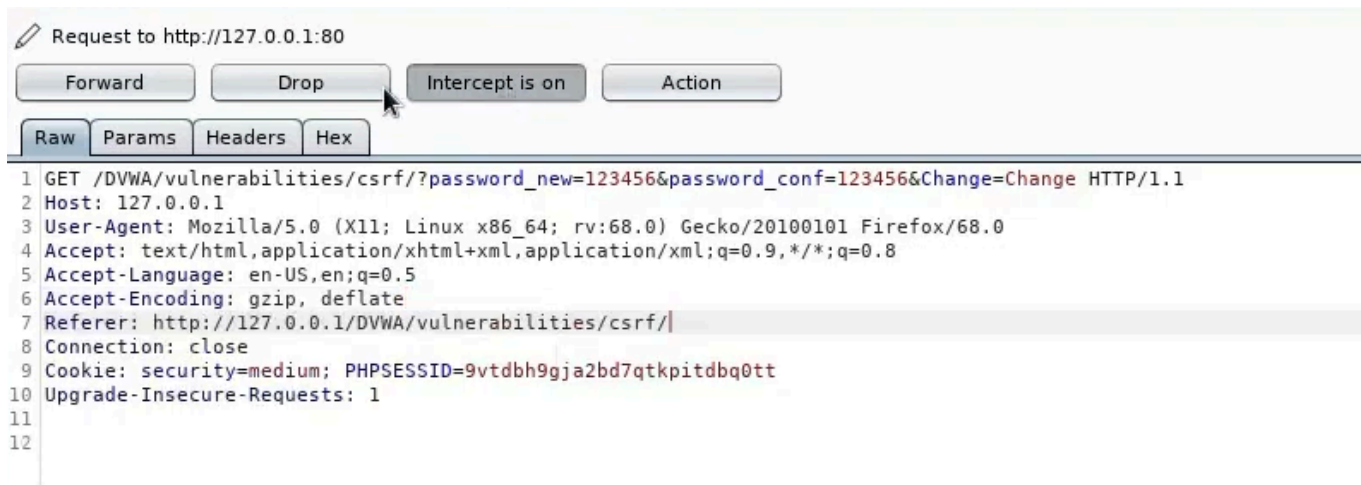 Request to http://127.0.0.1:80
Forward Drop Intercept is on Action
Raw Params Headers Hex
1 GET /DVWA/vulnerabilities/csrf/?password_new=123456&password_conf=123456&Change=Change HTTP/1.1
2 Host: 127.0.0.1
3 User-Agent: Mozilla/5.0 (X11; Linux x86_64; rv:68.0) Gecko/20100101 Firefox/68.0
4 Accept: text/html,application/xhtml+xml,application/xml;q=0.9,*/*;q=0.8
5 Accept-Language: en-US,en;q=0.5
6 Accept-Encoding: gzip, deflate
7 Referer: http://127.0.0.1/DVWA/vulnerabilities/csrf/
8 Connection: close
9 Cookie: security=medium; PHPSESSID=9vtdbh9gja2bd7qtkpitdbq0tt
10 Upgrade-Insecure-Requests: 1
11
12